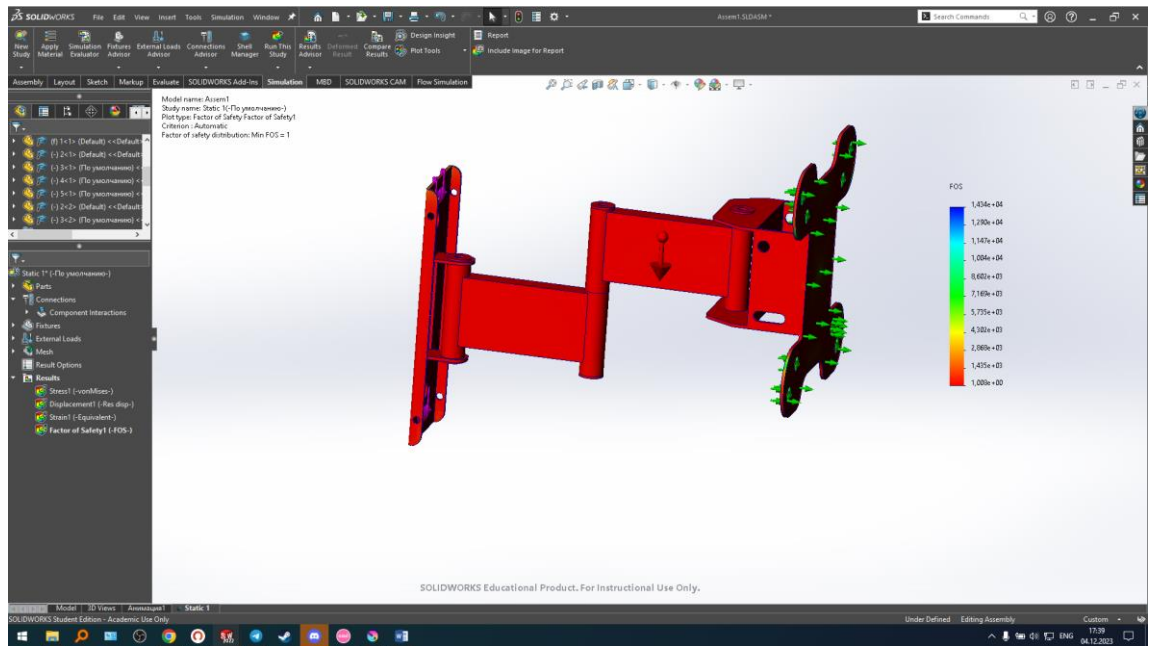 SOLIDWORKS File Edit View Insert Tools Simulation Window Assem1.SLDASM * Search Commands
New Study
Apply Material
Simulation Evaluator
Fixtures Advisor
External Loads Advisor
Connections Advisor
Shell Manager
Run This Study
Results Advisor
Deformed Result
Compare Results
Design Insight
Plot Tools
Report
Include Image for Report
Assembly Layout Sketch Markup Evaluate SOLIDWORKS Add-Ins Simulation MBD SOLIDWORKS CAM Flow Simulation
Model name: Assem1
Study name: Static 1(-По умолчанию-)
Plot type: Factor of Safety Factor of Safety1
Criterion : Automatic
Factor of safety distribution: Min FOS = 1
(f) 1<1> (Default) <<Default
(-) 2<1> (Default) <<Default
(-) 3<1> (По умолчанию) <
(-) 4<1> (По умолчанию) <
(-) 5<1> (По умолчанию) <
(-) 2<2> (Default) <<Default
(-) 3<2> (По умолчанию) <
Static 1* (-По умолчанию-)
Parts
Connections
Component Interactions
Fixtures
External Loads
Mesh
Result Options
Results
Stress1 (-vonMises-)
Displacement1 (-Res disp-)
Strain1 (-Equivalent-)
Factor of Safety1 (-FOS-)
FOS
1,434e+04
1,290e+04
1,147e+04
1,004e+04
8,602e+03
7,169e+03
5,735e+03
4,302e+03
2,868e+03
1,435e+03
1,000e+00
SOLIDWORKS Educational Product. For Instructional Use Only.
Model 3D Views Анимация1 Static 1
SOLIDWORKS Student Edition - Academic Use Only Under Defined Editing Assembly Custom
ENG
17:39
04.12.2023